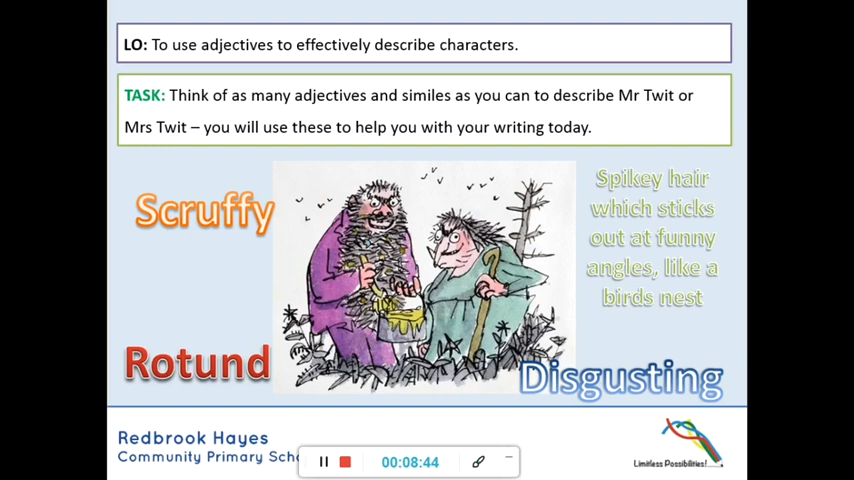 LO: To use adjectives to effectively describe characters.
TASK: Think of as many adjectives and similes as you can to describe Mr Twit or
Mrs Twit – you will use these to help you with your writing today.
Scruffy
Spikey hair
which sticks
out at funny
angles, like a
birds nest
Rotund
Disgusting
Redbrook Hayes
Community Primary
00:08:44
Limitless Possibilities!